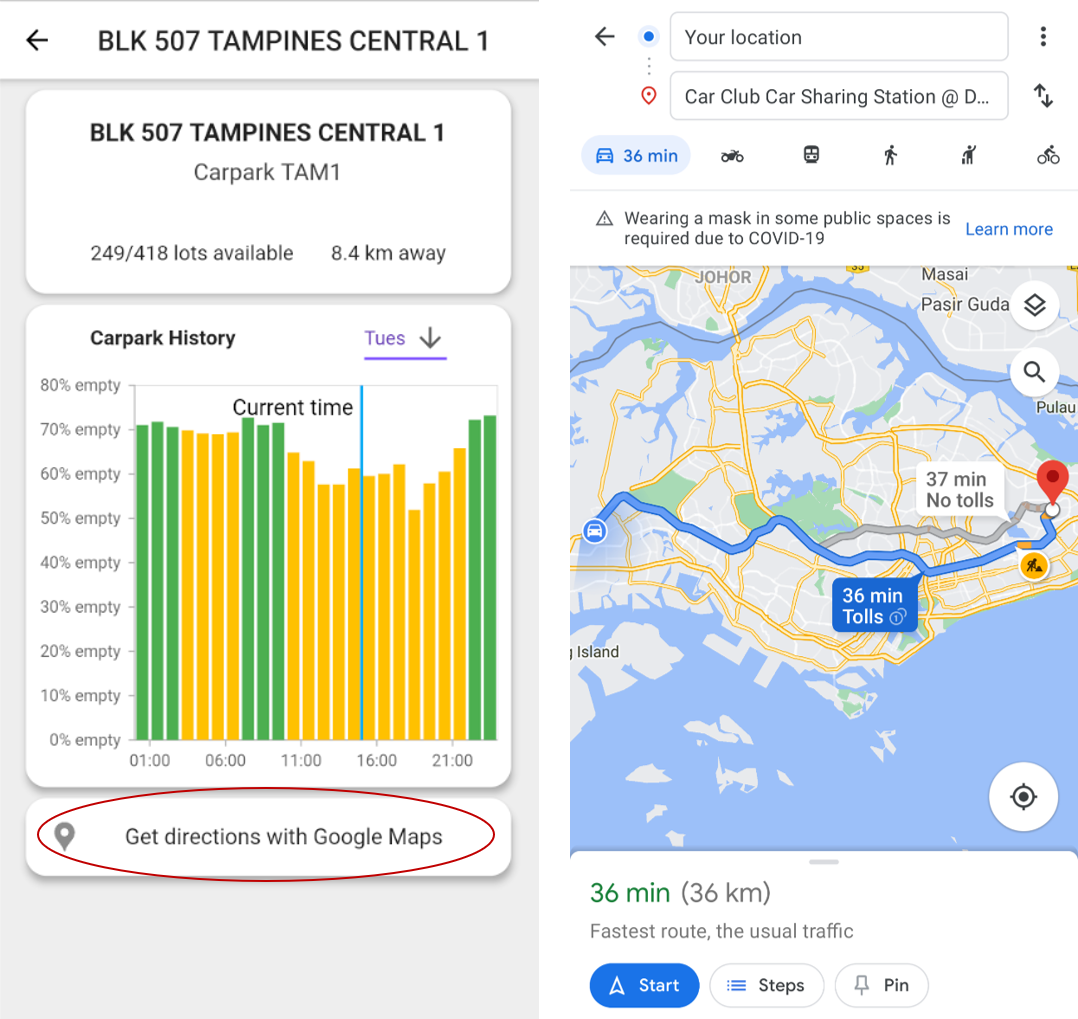 BLK 507 TAMPINES CENTRAL 1
BLK 507 TAMPINES CENTRAL 1
Carpark TAM1
249/418 lots available 8.4 km away
Carpark History Tues
80% empty
Current time
70% empty
60% empty
50% empty
40% empty
30% empty
20% empty
10% empty
0% empty
01:00 06:00 11:00 16:00 21:00
Get directions with Google Maps
Your location
Car Club Car Sharing Station @ D...
36 min
Wearing a mask in some public spaces is
required due to COVID-19
Learn more
JOHOR
Masai
Pasir Guda
Pulau
37 min
No tolls
36 min
Tolls
Island
36 min (36 km)
Fastest route, the usual traffic
Start Steps Pin